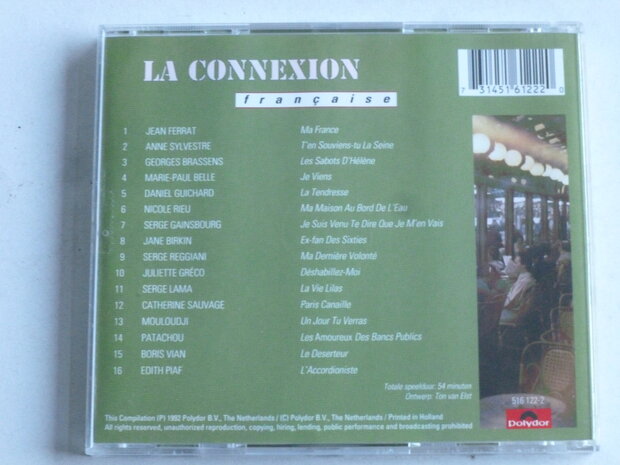 LA CONNEXION
française
7 31451 61222 0
1 JEAN FERRAT Ma France
2 ANNE SYLVESTRE T'en Souviens-tu La Seine
3 GEORGES BRASSENS Les Sabots D'Hélène
4 MARIE-PAUL BELLE Je Viens
5 DANIEL GUICHARD La Tendresse
6 NICOLE RIEU Ma Maison Au Bord De L'Eau
7 SERGE GAINSBOURG Je Suis Venu Te Dire Que Je M'en Vais
8 JANE BIRKIN Ex-fan Des Sixties
9 SERGE REGGIANI Ma Dernière Volonté
10 JULIETTE GRÉCO Déshabillez-Moi
11 SERGE LAMA La Vie Lilas
12 CATHERINE SAUVAGE Paris Canaille
13 MOULOUDJI Un Jour Tu Verras
14 PATACHOU Les Amoureux Des Bancs Publics
15 BORIS VIAN Le Deserteur
16 EDITH PIAF L'Accordioniste
Totale speelduur: 54 minuten
Ontwerp: Ton van Elst
516 122-2
Polydor
This Compilation (P) 1992 Polydor B.V., The Netherlands / (C) Polydor B.V., The Netherlands / Printed in Holland
All rights reserved, unauthorized reproduction, copying, hiring, lending, public performance and broadcasting prohibited